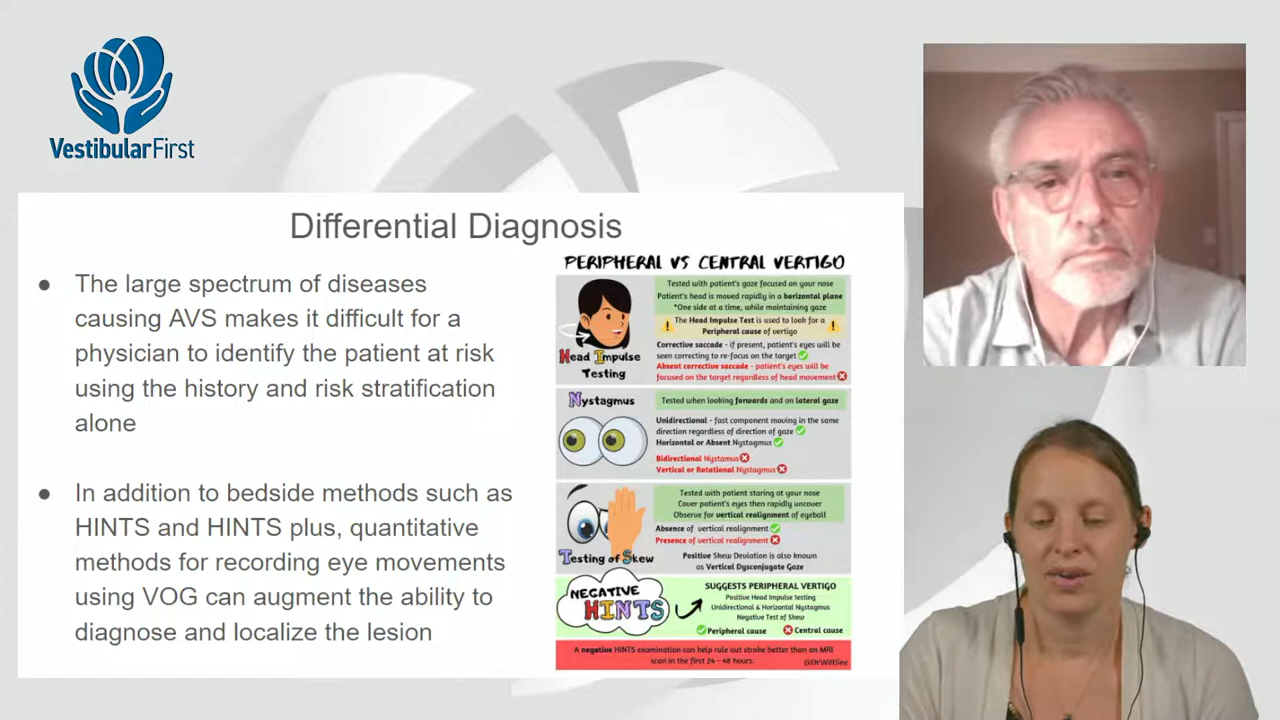 VestibularFirst
Differential Diagnosis
● The large spectrum of diseases
causing AVS makes it difficult for a
physician to identify the patient at risk
using the history and risk stratification
alone
● In addition to bedside methods such as
HINTS and HINTS plus, quantitative
methods for recording eye movements
using VOG can augment the ability to
diagnose and localize the lesion
PERIPHERAL VS CENTRAL VERTIGO
Head Impulse
Testing
Tested with patient's gaze focused on your nose
Patient's head is moved rapidly in a horizontal plane
*One side at a time, while maintaining gaze
The Head Impulse Test is used to look for a
Peripheral cause of vertigo
Corrective saccade - if present, patient's eyes will be
seen correcting to re-focus on the target
Absent corrective saccade - patient's eyes will be
focused on the target regardless of head movement
Nystagmus
Tested when looking forwards and on lateral gaze
Unidirectional - fast component moving in the same
direction regardless of direction of gaze
Horizontal or Absent Nystagmus
Bidirectional Nystamus
Vertical or Rotational Nystagmus
Testing of Skew
Tested with patient staring at your nose
Cover patient's eyes then rapidly uncover
Observe for vertical realignment of eyeball
Absence of vertical realignment
Presence of vertical realignment
Positive Skew Deviation is also known
as Vertical Dysconjugate Gaze
NEGATIVE
HINTS
SUGGESTS PERIPHERAL VERTIGO
Positive Head Impulse testing
Unidirectional & Horizontal Nystagmus
Negative Test of Skew
Peripheral cause Central cause
A negative HINTS examination can help rule out stroke better than an MRI
scan in the first 24 - 48 hours.
@DrWillSee